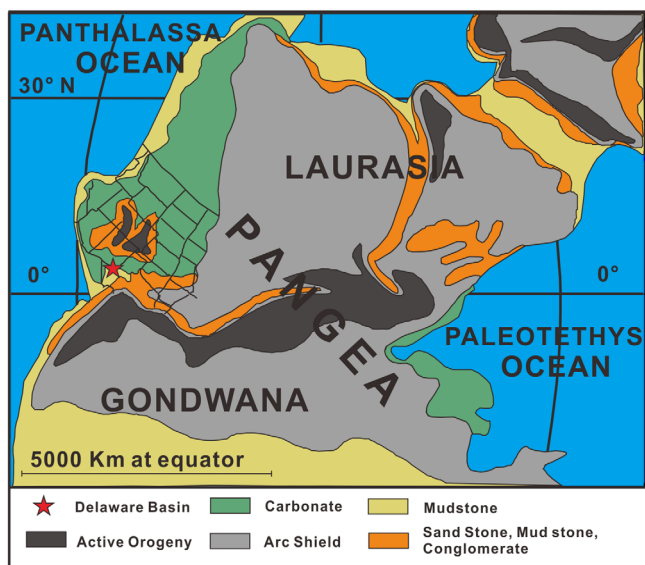 PANTHALASSA
OCEAN
30° N
LAURASIA
PANGEA
0°
0°
PALEOTETHYS
OCEAN
GONDWANA
5000 Km at equator
Delaware Basin
Carbonate
Mudstone
Active Orogeny
Arc Shield
Sand Stone, Mud stone,
Conglomerate